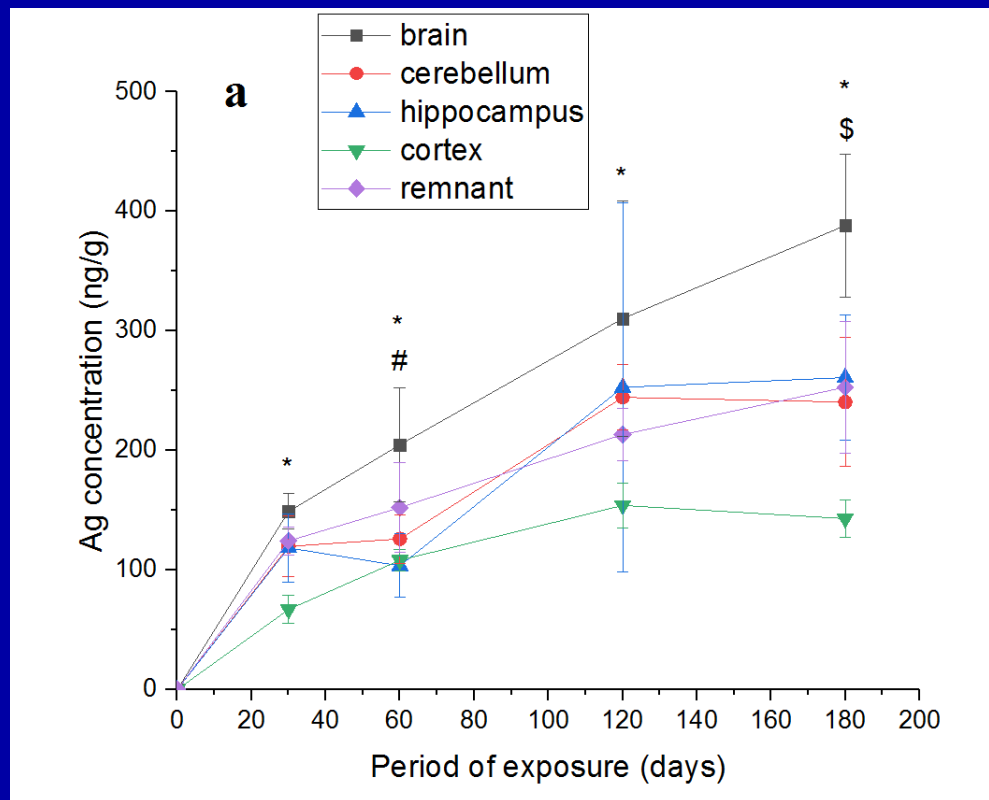 brain
cerebellum
hippocampus
cortex
remnant
a
500
400
300
200
100
0
Ag concentration (ng/g)
*
*
#
*
*
$
0 20 40 60 80 100 120 140 160 180 200
Period of exposure (days)